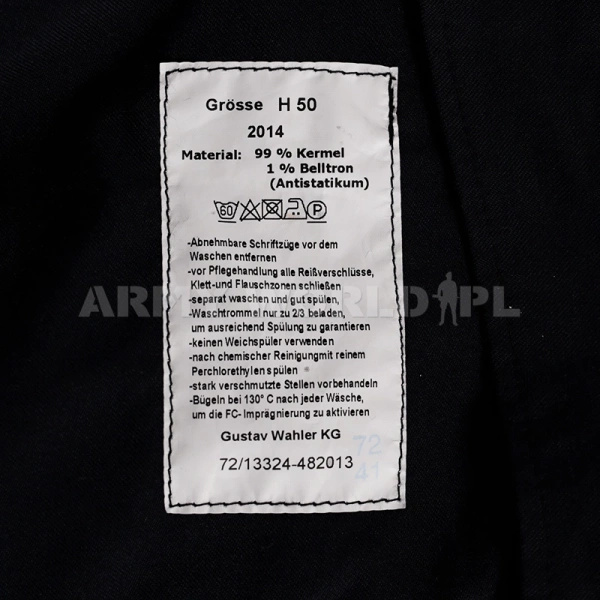 Grösse H 50
2014
Material: 99 % Kermel
1 % Belltron
(Antistatikum)
60 P
-Abnehmbare Schriftzüge vor dem
Waschen entfernen
-vor Pflegehandlung alle Reißverschlüsse,
Klett-und Flauschzonen schließen
-separat waschen und gut spülen,
-Waschtrommel nur zu 2/3 beladen,
um ausreichend Spülung zu garantieren
-keinen Weichspüler verwenden
-nach chemischer Reinigungmit reinem
Perchlorethylen spülen
-stark verschmutzte Stellen vorbehandeln
-Bügeln bei 130° C nach jeder Wäsche,
um die FC- Imprägnierung zu aktivieren
Gustav Wahler KG
72/13324-482013
72
41